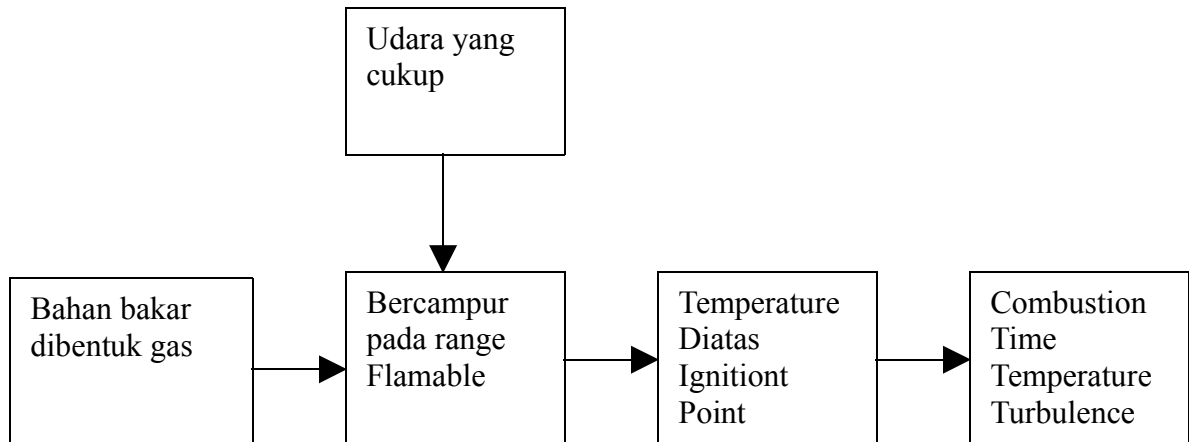 Udara yang
cukup
Bahan bakar
dibentuk gas
Bercampur
pada range
Flamable
Temperature
Diatas
Ignitiont
Point
Combustion
Time
Temperature
Turbulence